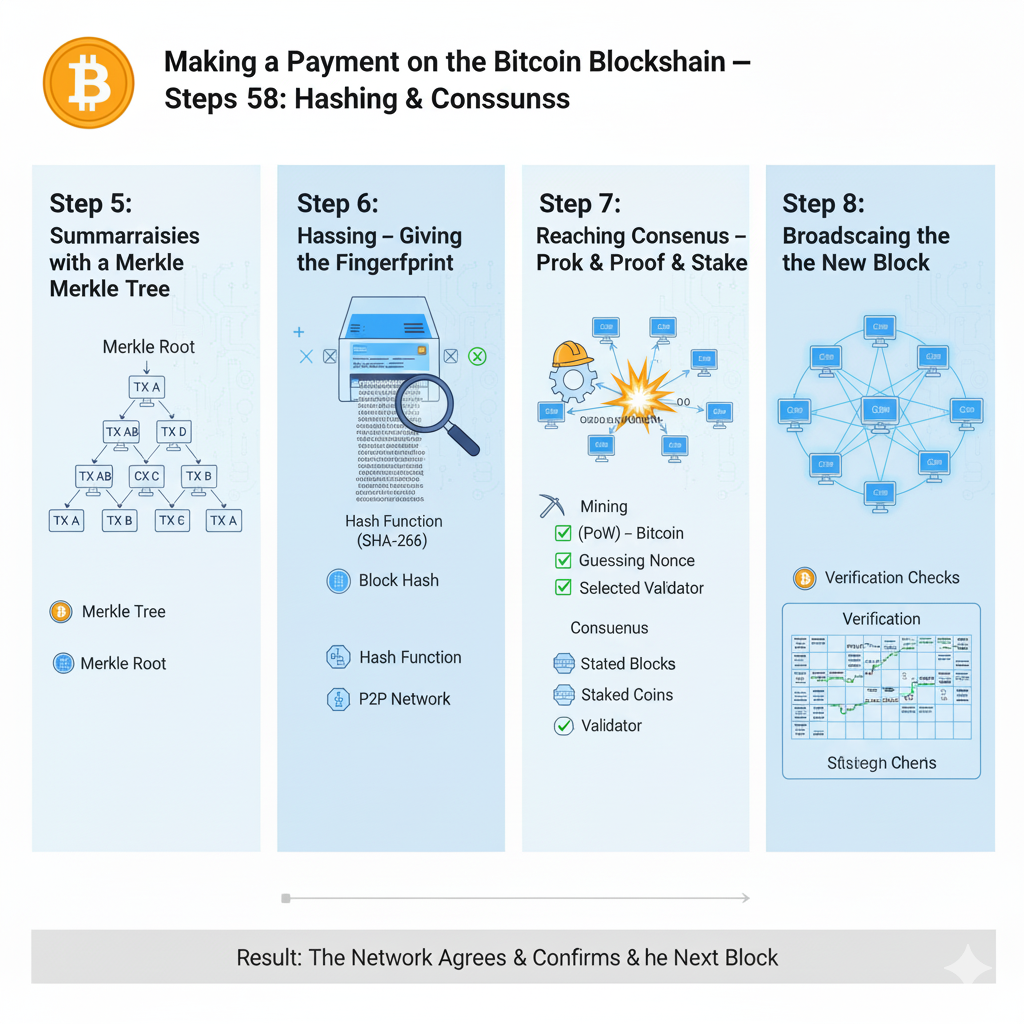 Making a Payment on the Bitcoin Blockshain –
Steps 58: Hashing & Conssunss
Step 5:
Summarraisies
with a Merkle
Merkle Tree
Merkle Root
TX A
TX AB TX D
TX AB CX C TX B
TX A TX B TX C TX A
Merkle Tree
Merkle Root
Step 6:
Hassing – Giving
the Fingerfprint
Hash Function
(SHA-266)
Block Hash
Hash Function
P2P Network
Step 7:
Reaching Consenus –
Prok & Proof & Stake
OO
Mining
(PoW) – Bitcoin
Guessing Nonce
Selected Validator
Consuenus
Stated Blocks
Staked Coins
Validator
Step 8:
Broadscaing the
the New Block
Verification Checks
Verification
Result: The Network Agrees & Confirms & he Next Block